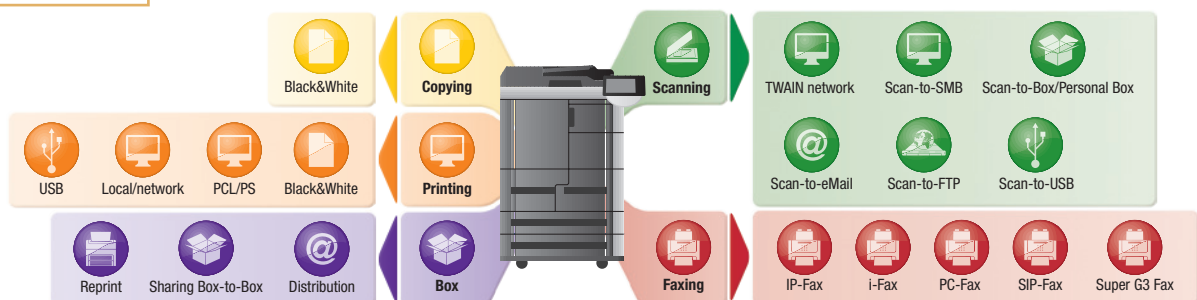 Black&White
Copying
Scanning
TWAIN network
Scan-to-SMB
Scan-to-Box/Personal Box
USB
Local/network
PCL/PS
Black&White
Printing
Scan-to-eMail
Scan-to-FTP
Scan-to-USB
Reprint
Sharing Box-to-Box
Distribution
Box
Faxing
IP-Fax
i-Fax
PC-Fax
SIP-Fax
Super G3 Fax